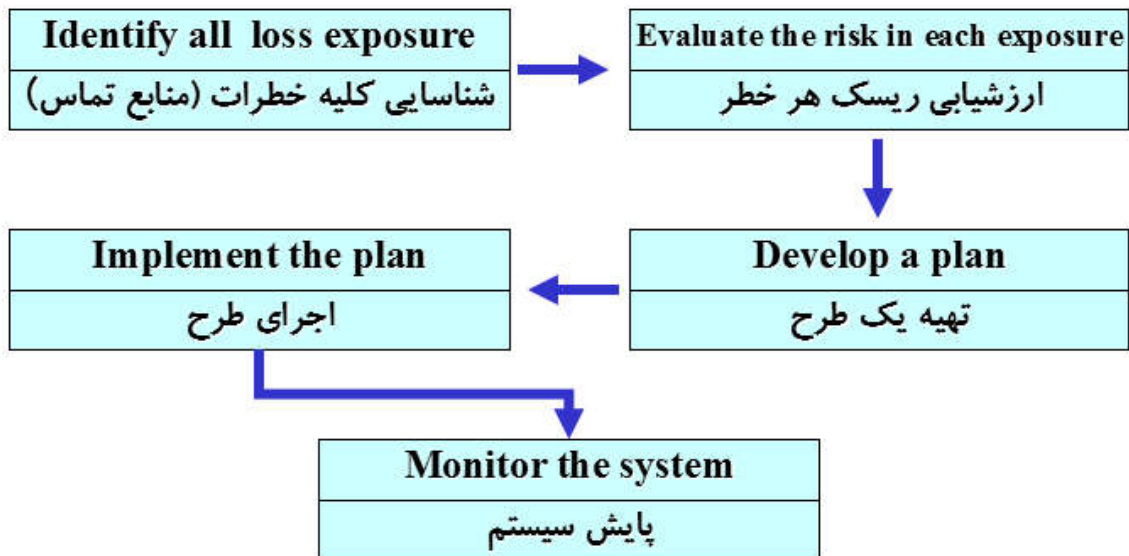 Identify all loss exposure
شناسایی کلیه خطرات (منابع تماس)
Evaluate the risk in each exposure
ارزشیابی ریسک هر خطر
Develop a plan
تهیه یک طرح
Implement the plan
اجرای طرح
Monitor the system
پایش سیستم